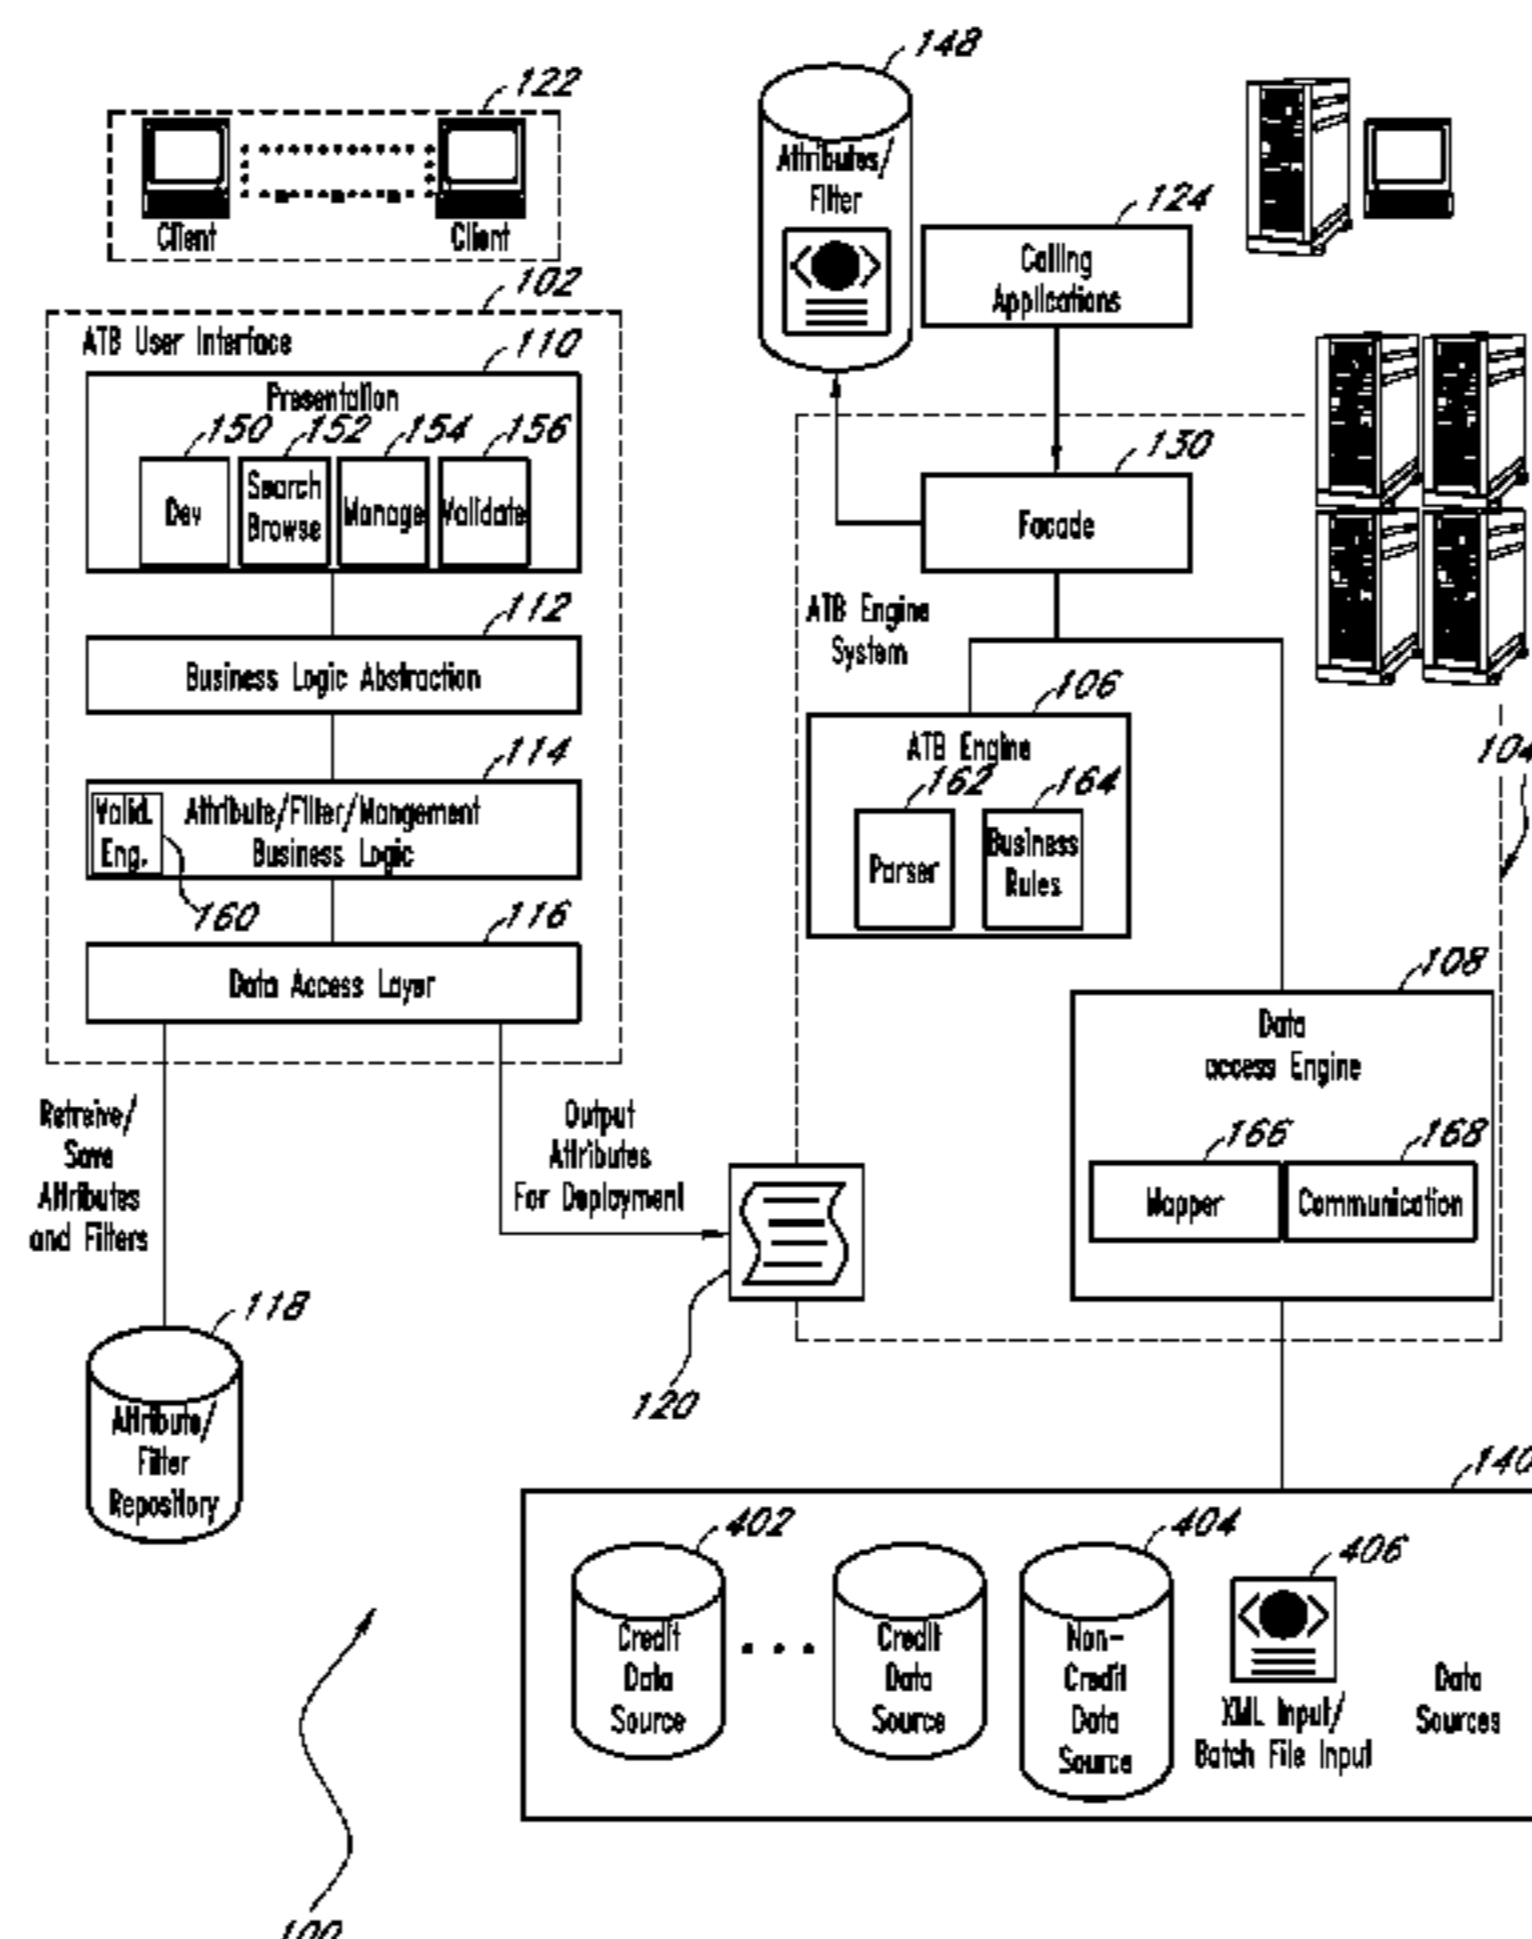 122
Client
Client
102
ATB User Interface
110
Presentation
150
152
154
156
Dev
Search
Browse
Manage
Validate
112
Business Logic Abstraction
114
Valid.
Eng.
Attribute/Filter/Mangement
Business Logic
160
116
Data Access Layer
Retreive/
Save
Attributes
and Filters
Output
Attributes
For Deployment
118
Attribute/
Filter
Repository
120
148
Attributes/
Filter
124
Calling
Applications
130
Facade
ATB Engine
System
106
ATB Engine
162
164
Parser
Business
Rules
104
108
Data
access Engine
166
168
Mapper
Communication
140
402
Credit
Data
Source
Credit
Data
Source
404
Non-
Credit
Data
Source
406
XML Input/
Batch File Input
Data
Sources
100